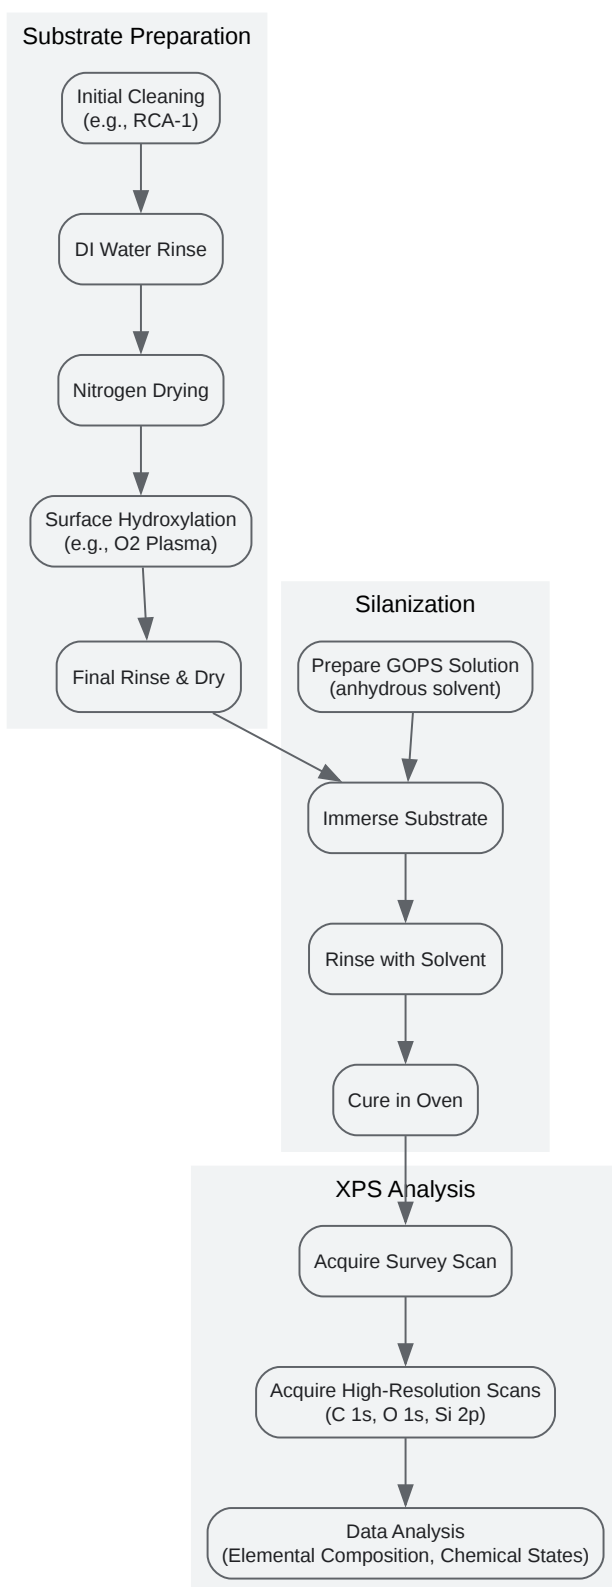 Substrate Preparation
Initial Cleaning
(e.g., RCA-1)
DI Water Rinse
Nitrogen Drying
Surface Hydroxylation
(e.g., O2 Plasma)
Final Rinse & Dry
Silanization
Prepare GOPS Solution
(anhydrous solvent)
Immerse Substrate
Rinse with Solvent
Cure in Oven
XPS Analysis
Acquire Survey Scan
Acquire High-Resolution Scans
(C 1s, O 1s, Si 2p)
Data Analysis
(Elemental Composition, Chemical States)